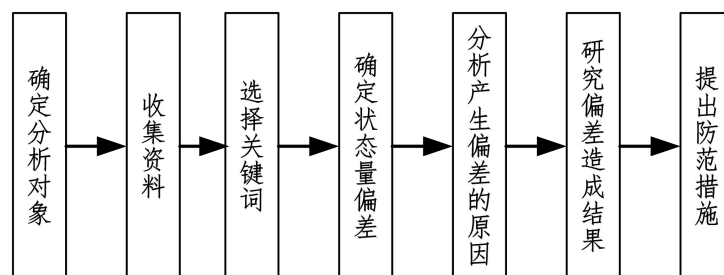 确定分析对象
收集资料
选择关键词
确定状态量偏差
分析产生偏差的原因
研究偏差造成结果
提出防范措施